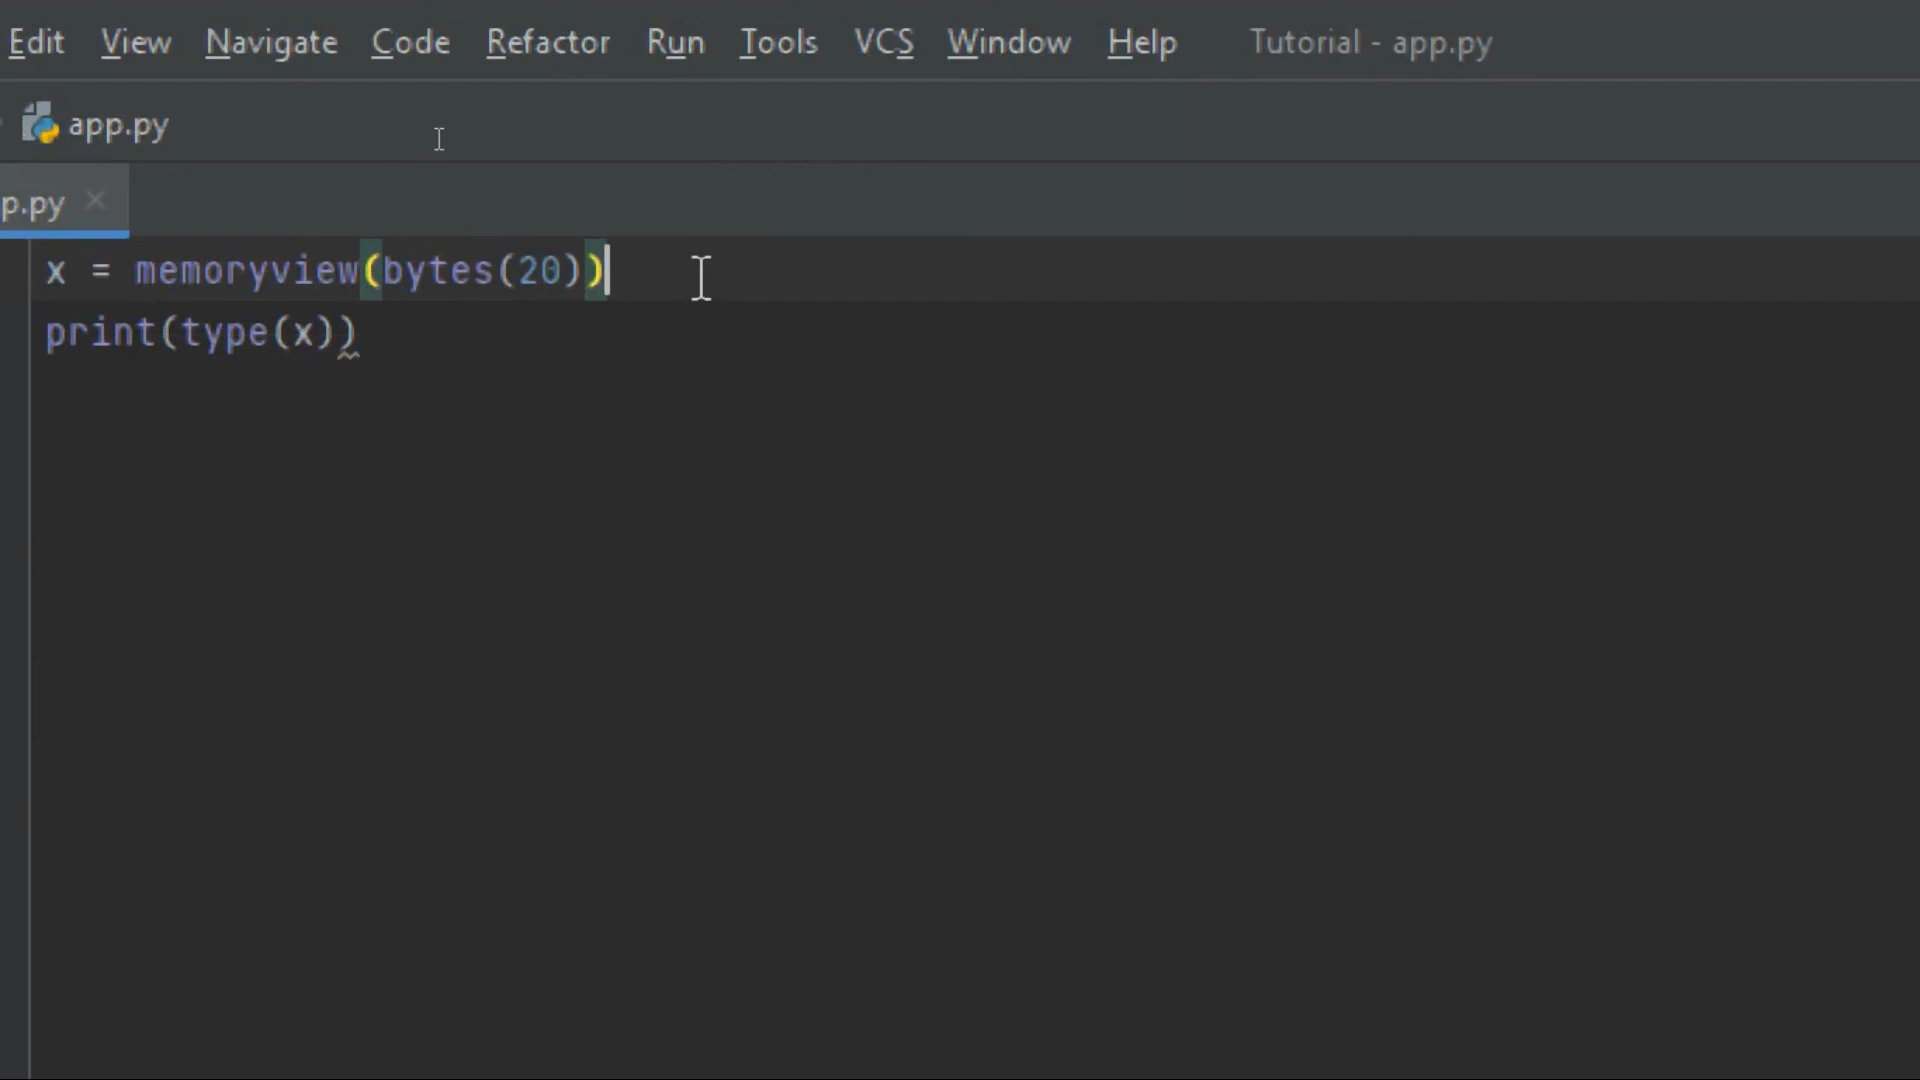 Edit View Navigate Code Refactor Run Tools VCS Window Help Tutorial - app.py
app.py
p.py
x = memoryview(bytes(20))
print(type(x))